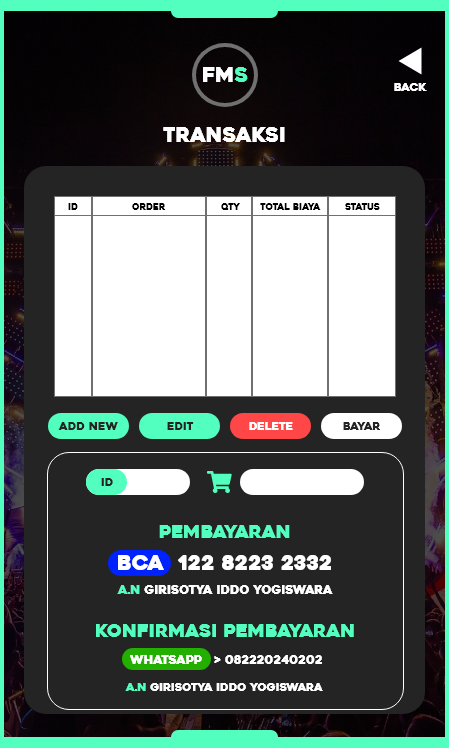 FMS
BACK
TRANSAKSI
ID ORDER QTY TOTAL BIAYA STATUS
ADD NEW EDIT DELETE BAYAR
ID
PEMBAYARAN
BCA 122 8223 2332
A.N GIRISOTYA IDDO YOGISWARA
KONFIRMASI PEMBAYARAN
WHATSAPP > 082220240202
A.N GIRISOTYA IDDO YOGISWARA